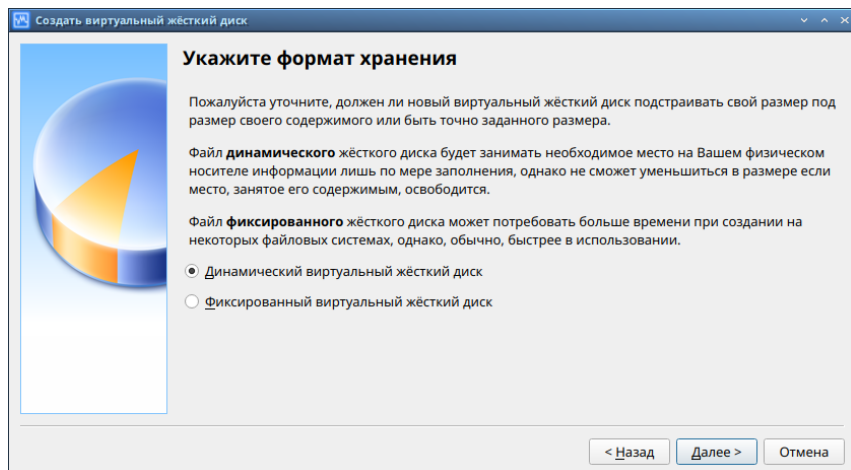 Создать виртуальный жёсткий диск
Укажите формат хранения
Пожалуйста уточните, должен ли новый виртуальный жёсткий диск подстраивать свой размер под
размер своего содержимого или быть точно заданного размера.
Файл динамического жёсткого диска будет занимать необходимое место на Вашем физическом
носителе информации лишь по мере заполнения, однако не сможет уменьшиться в размере если
место, занятое его содержимым, освободится.
Файл фиксированного жёсткого диска может потребовать больше времени при создании на
некоторых файловых системах, однако, обычно, быстрее в использовании.
Динамический виртуальный жёсткий диск
Фиксированный виртуальный жёсткий диск
< Назад
Далее >
Отмена